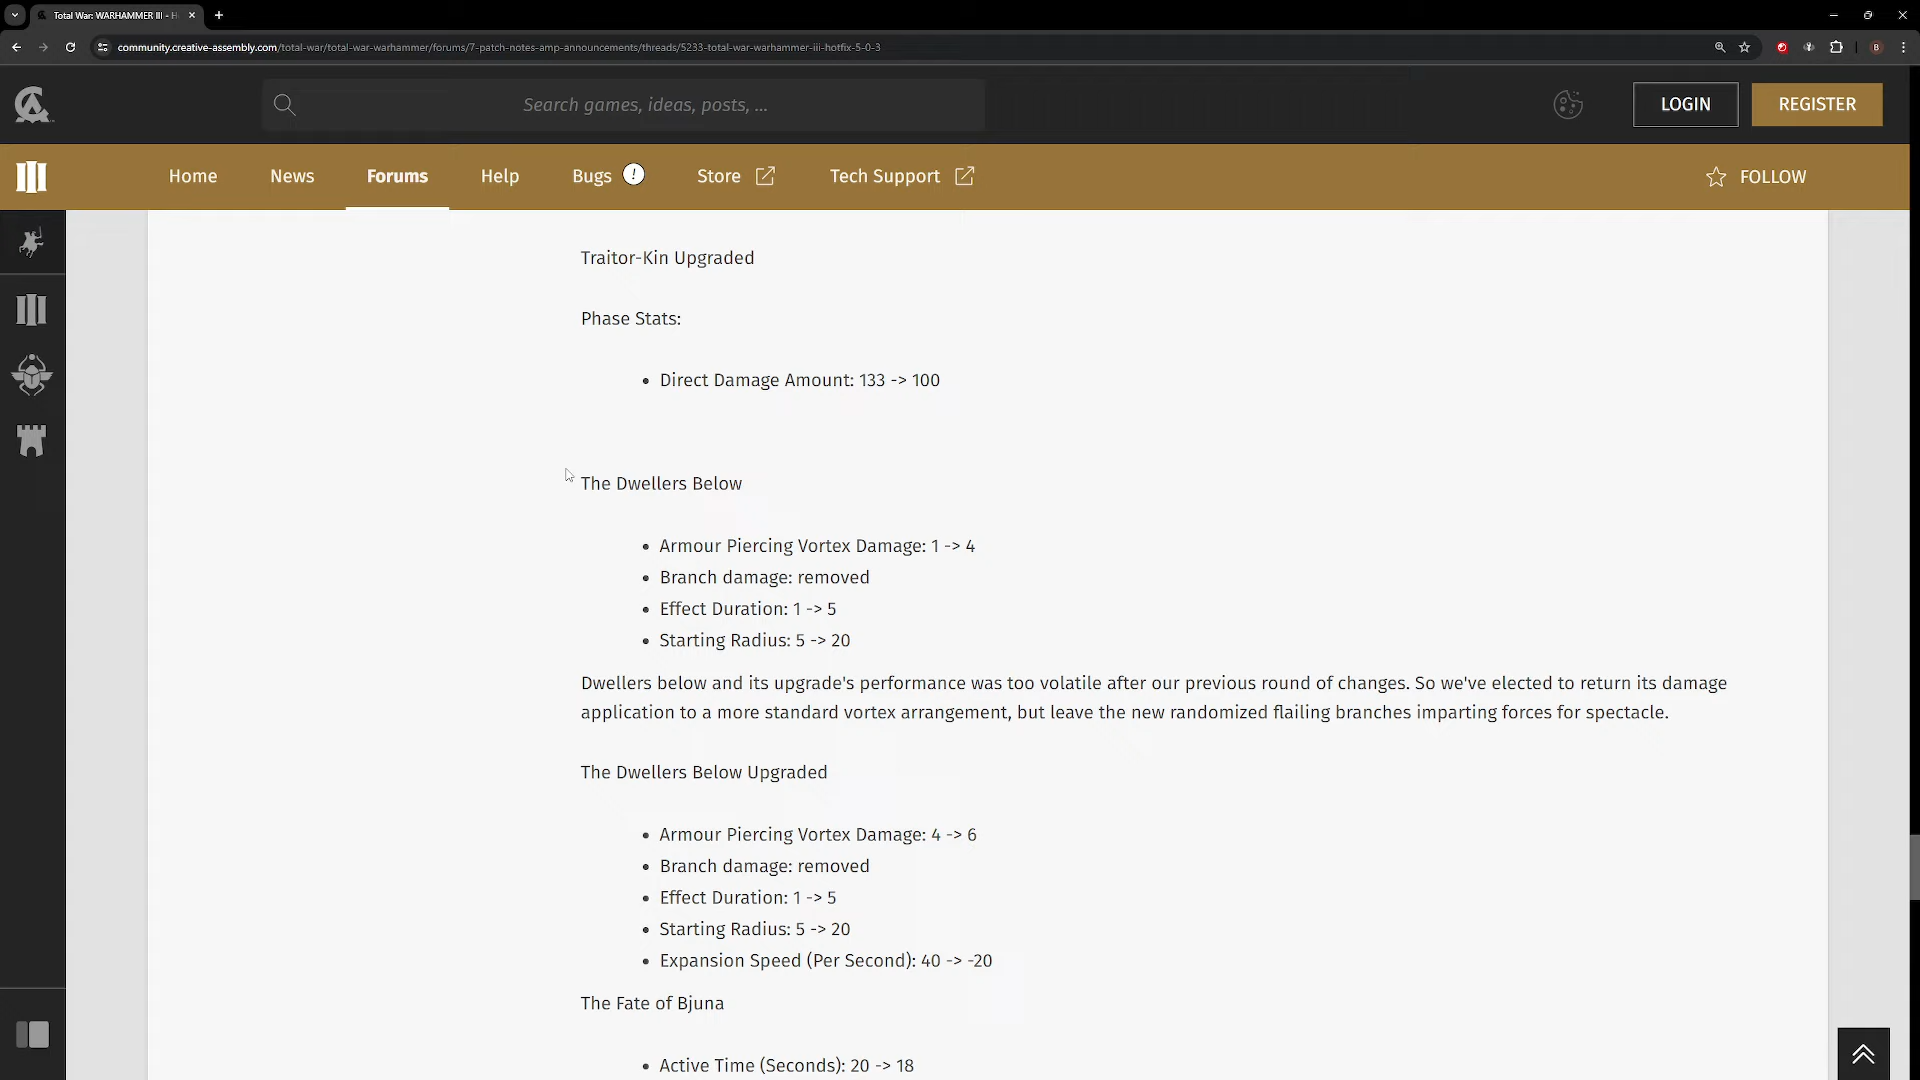 Total War: WARHAMMER III - H
community.creative-assembly.com/total-war/total-war-warhammer/forums/7-patch-notes-amp-announcements/threads/5233-total-war-warhammer-iii-hotfix-5-0-3
B
Search games, ideas, posts, ...
LOGIN
REGISTER
Home
News
Forums
Help
Bugs
!
Store
Tech Support
FOLLOW
Traitor-Kin Upgraded
Phase Stats:
• Direct Damage Amount: 133 -> 100
The Dwellers Below
• Armour Piercing Vortex Damage: 1 -> 4
• Branch damage: removed
• Effect Duration: 1 -> 5
• Starting Radius: 5 -> 20
Dwellers below and its upgrade's performance was too volatile after our previous round of changes. So we've elected to return its damage
application to a more standard vortex arrangement, but leave the new randomized flailing branches imparting forces for spectacle.
The Dwellers Below Upgraded
• Armour Piercing Vortex Damage: 4 -> 6
• Branch damage: removed
• Effect Duration: 1 -> 5
• Starting Radius: 5 -> 20
• Expansion Speed (Per Second): 40 -> -20
The Fate of Bjuna
• Active Time (Seconds): 20 -> 18